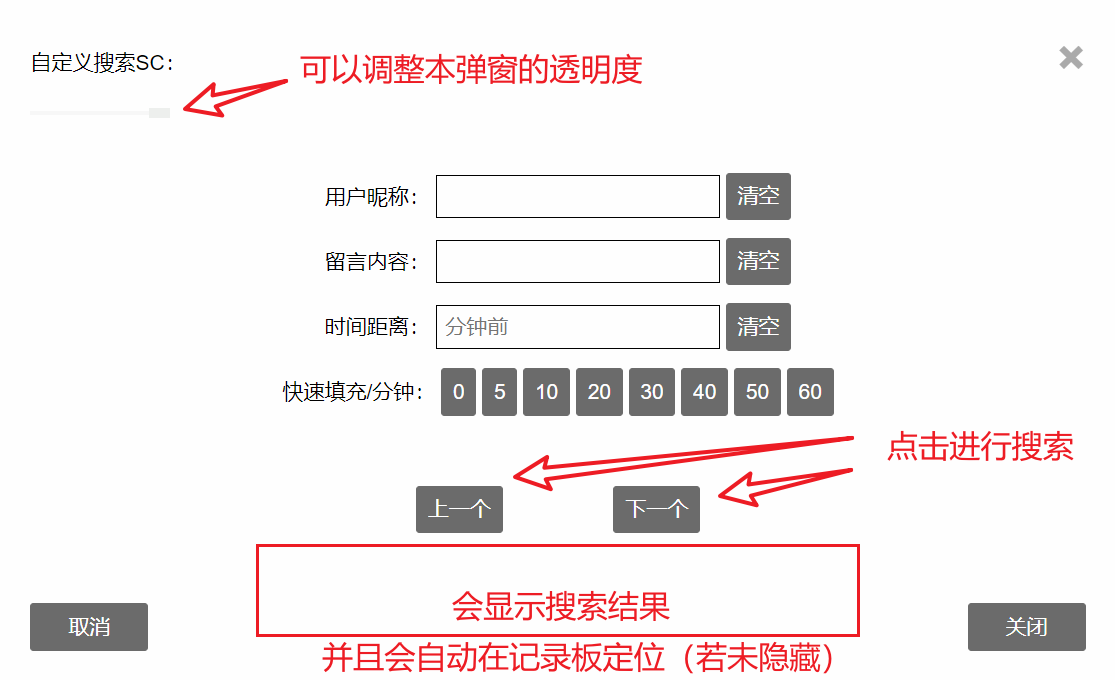 自定义搜索SC：
可以调整本弹窗的透明度
用户昵称： 清空
留言内容： 清空
时间距离： 分钟前 清空
快速填充/分钟： 0 5 10 20 30 40 50 60
点击进行搜索
上一个 下一个
会显示搜索结果
取消 关闭
并且会自动在记录板定位（若未隐藏）